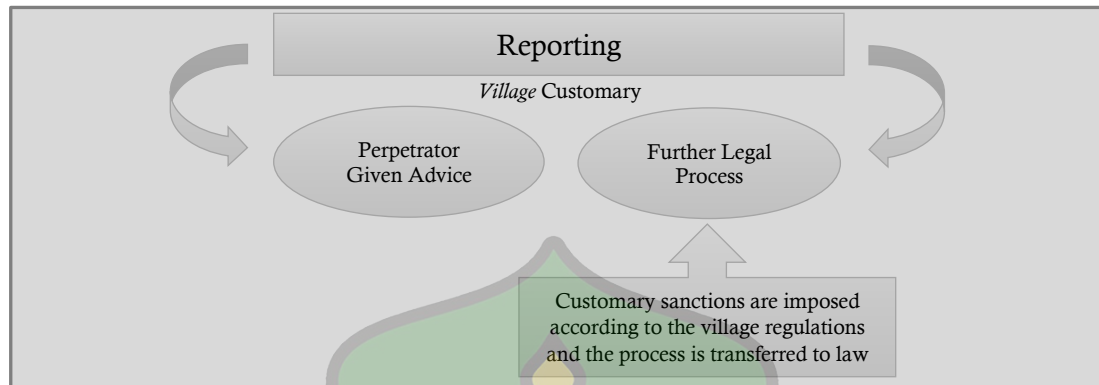 Reporting
Village Customary
Perpetrator
Given Advice
Further Legal
Process
Customary sanctions are imposed
according to the village regulations
and the process is transferred to law